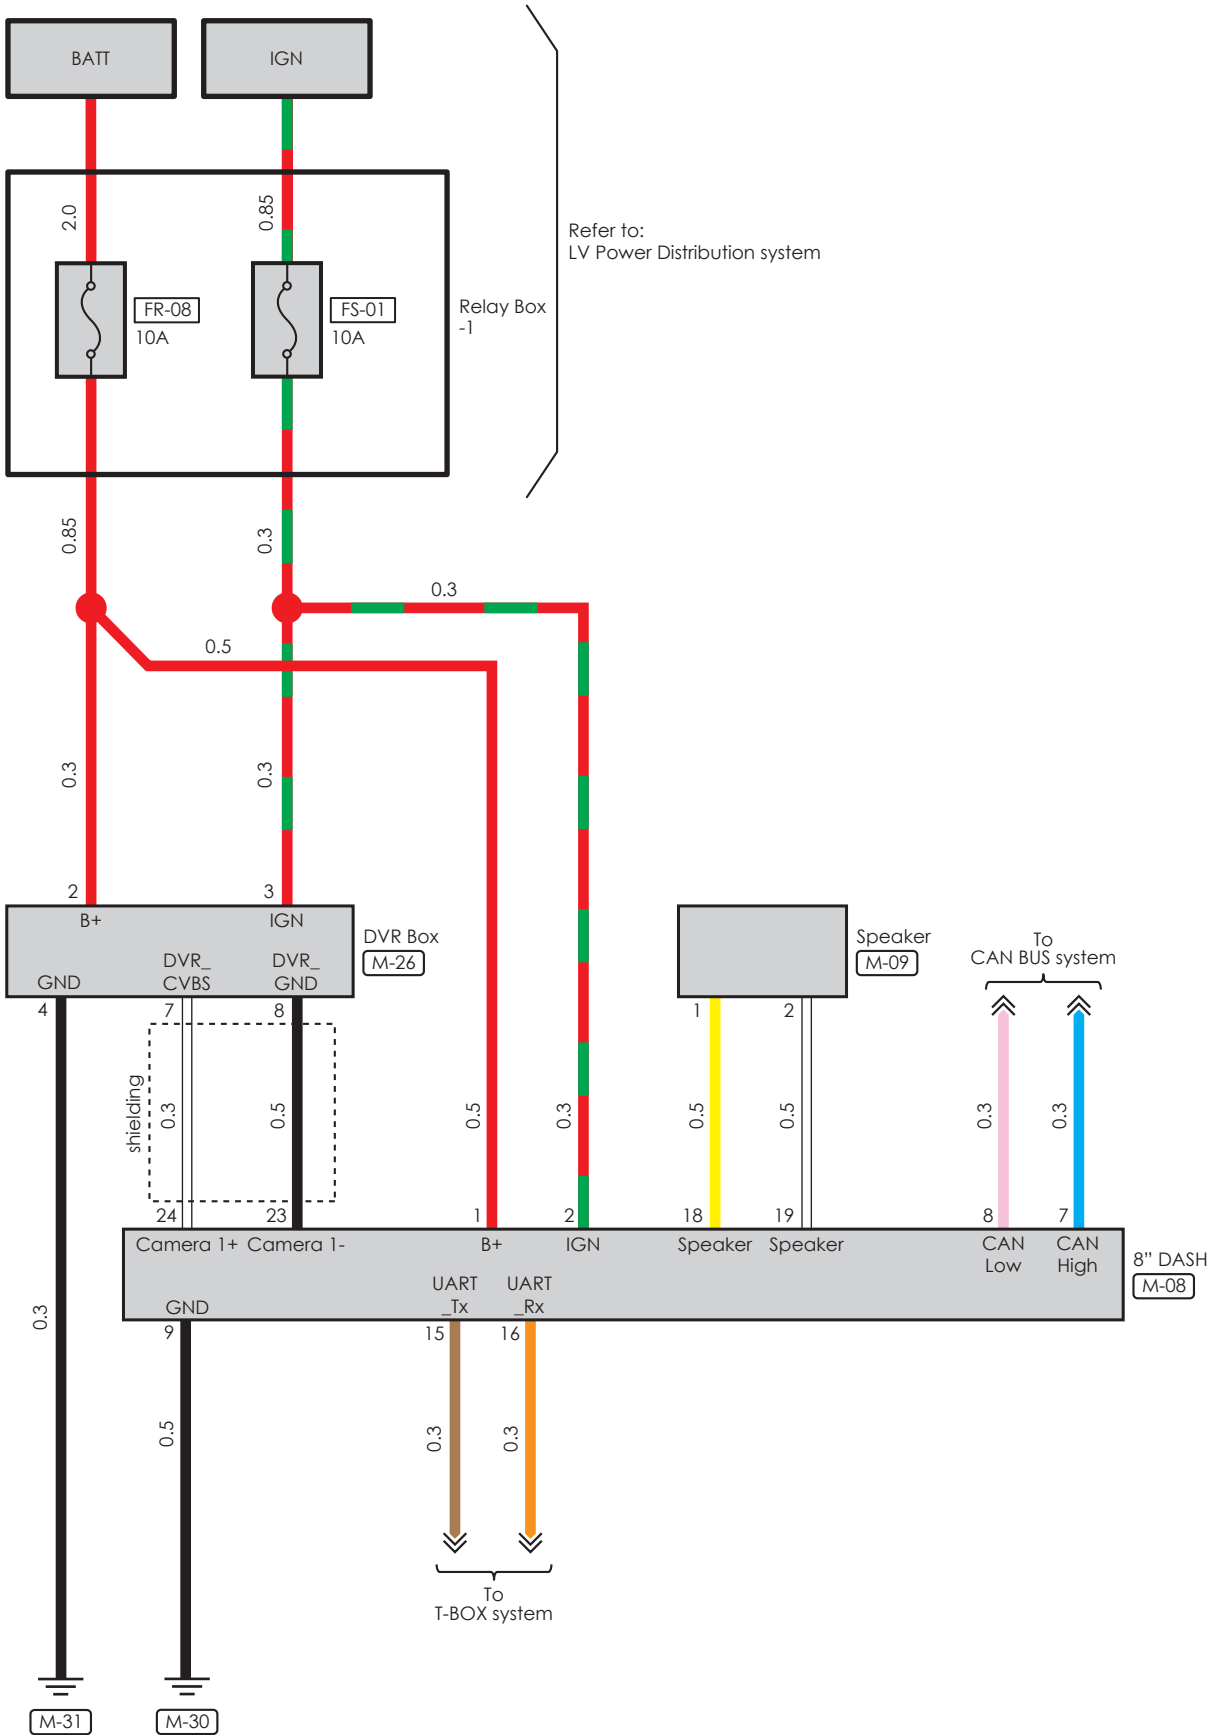 BATT
IGN
2.0
0.85
Refer to:
LV Power Distribution system
FR-08
10A
FS-01
10A
Relay Box
-1
0.85
0.3
0.3
0.5
0.3
0.3
2
3
B+
IGN
DVR Box
M-26
GND
DVR_
CVBS
DVR_
GND
Speaker
M-09
To
CAN BUS system
4
7
8
1
2
shielding
0.3
0.5
0.5
0.3
0.5
0.5
0.3
0.3
24
23
1
2
18
19
8
7
Camera 1+
Camera 1-
B+
IGN
Speaker
Speaker
CAN
Low
CAN
High
8” DASH
M-08
UART
_Tx
UART
_Rx
GND
0.3
9
15
16
0.5
0.3
0.3
To
T-BOX system
M-31
M-30